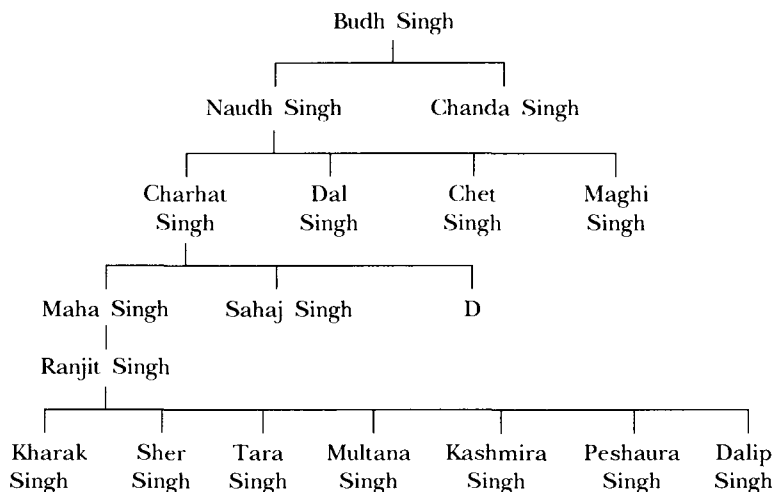 Budh Singh
Naudh Singh Chanda Singh
Charhat Dal Chet Maghi
Singh Singh Singh Singh
Maha Singh Sahaj Singh D
Ranjit Singh
Kharak Sher Tara Multana Kashmira Peshaura Dalip
Singh Singh Singh Singh Singh Singh Singh